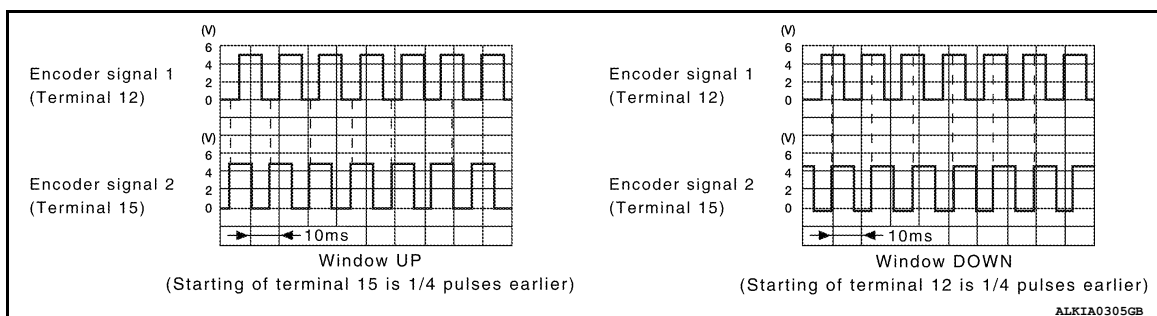 (V)
6
4
2
0
Encoder signal 1
(Terminal 12)
(V)
6
4
2
0
Encoder signal 2
(Terminal 15)
10ms
Window UP
(Starting of terminal 15 is 1/4 pulses earlier)
(V)
6
4
2
0
Encoder signal 1
(Terminal 12)
(V)
6
4
2
0
Encoder signal 2
(Terminal 15)
10ms
Window DOWN
(Starting of terminal 12 is 1/4 pulses earlier)
ALKIA0305GB